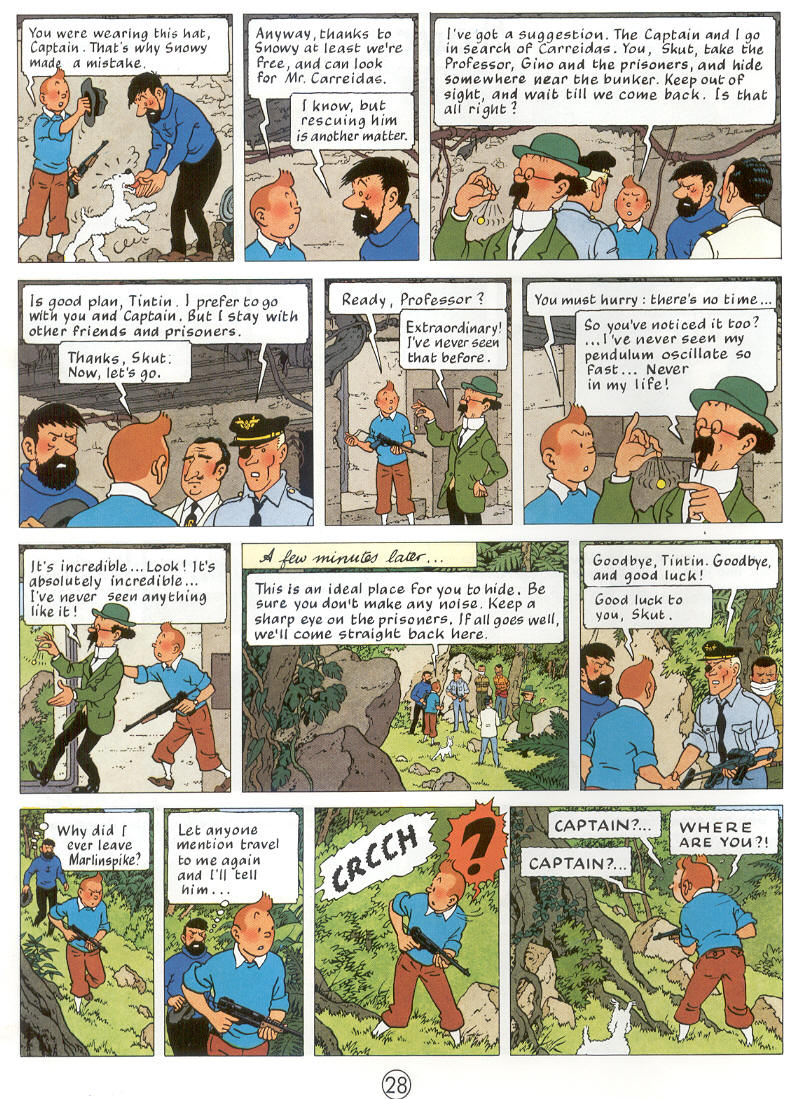 You were wearing this hat,
Captain. That's why Snowy
made a mistake.
Anyway, thanks to
Snowy at least we're
free, and can look
for Mr. Carreidas.
I know, but
rescuing him
is another matter.
I've got a suggestion. The Captain and I go
in search of Carreidas. You, Skut, take the
Professor, Gino and the prisoners, and hide
somewhere near the bunker. Keep out of
sight, and wait till we come back. Is that
all right?
Is good plan, Tintin. I prefer to go
with you and Captain. But I stay with
other friends and prisoners.
Thanks, Skut.
Now, let's go.
Ready, Professor?
Extraordinary!
I've never seen
that before.
You must hurry: there's no time...
So you've noticed it too?
...I've never seen my
pendulum oscillate so
fast... Never
in my life!
It's incredible... Look! It's
absolutely incredible...
I've never seen anything
like it!
A few minutes later...
This is an ideal place for you to hide. Be
sure you don't make any noise. Keep a
sharp eye on the prisoners. If all goes well,
we'll come straight back here.
Goodbye, Tintin. Goodbye,
and good luck!
Good luck to
you, Skut.
Why did I
ever leave
Marlinspike?
Let anyone
mention travel
to me again
and I'll tell
him...
CRCCH
?
CAPTAIN?...
CAPTAIN?...
WHERE
ARE YOU?!
28